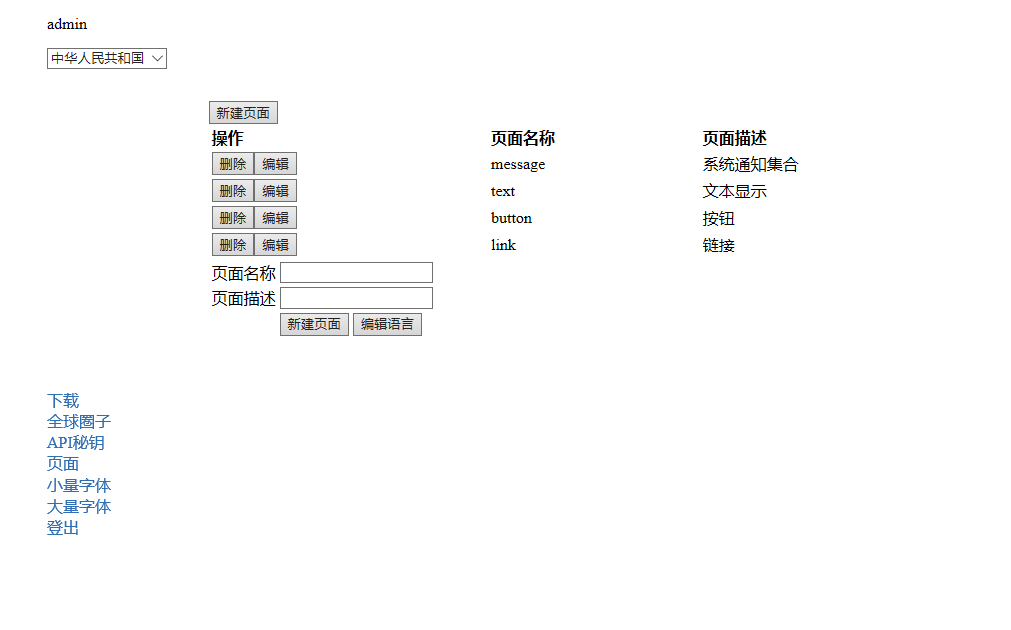 admin
中华人民共和国
新建页面
操作 页面名称 页面描述
删除 编辑 message 系统通知集合
删除 编辑 text 文本显示
删除 编辑 button 按钮
删除 编辑 link 链接
页面名称
页面描述
新建页面 编辑语言
下载
全球圈子
API秘钥
页面
小量字体
大量字体
登出